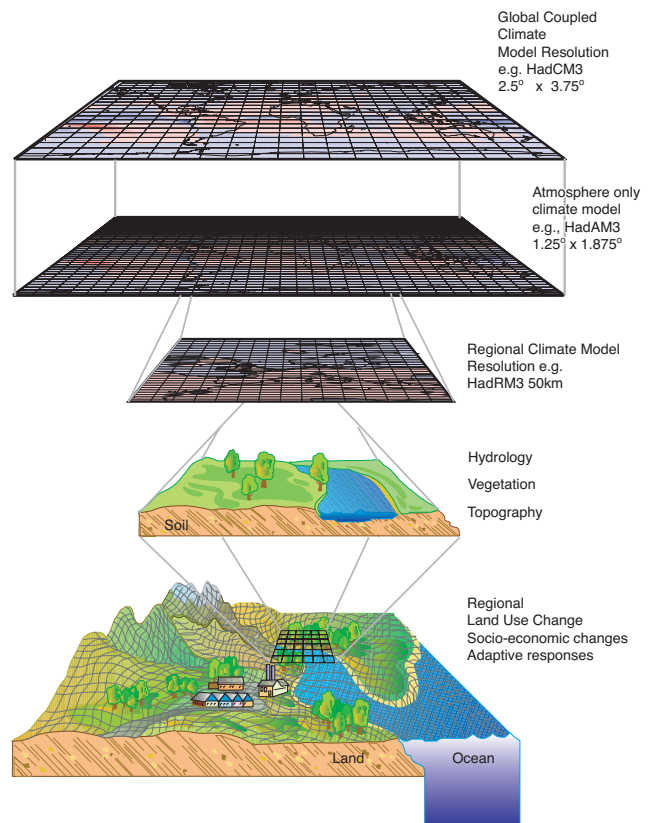 Global Coupled
Climate
Model Resolution
e.g. HadCM3
2.5° x 3.75°
Atmosphere only
climate model
e.g., HadAM3
1.25° x 1.875°
Regional Climate Model
Resolution e.g.
HadRM3 50km
Hydrology
Vegetation
Topography
Soil
Regional
Land Use Change
Socio-economic changes
Adaptive responses
Land
Ocean